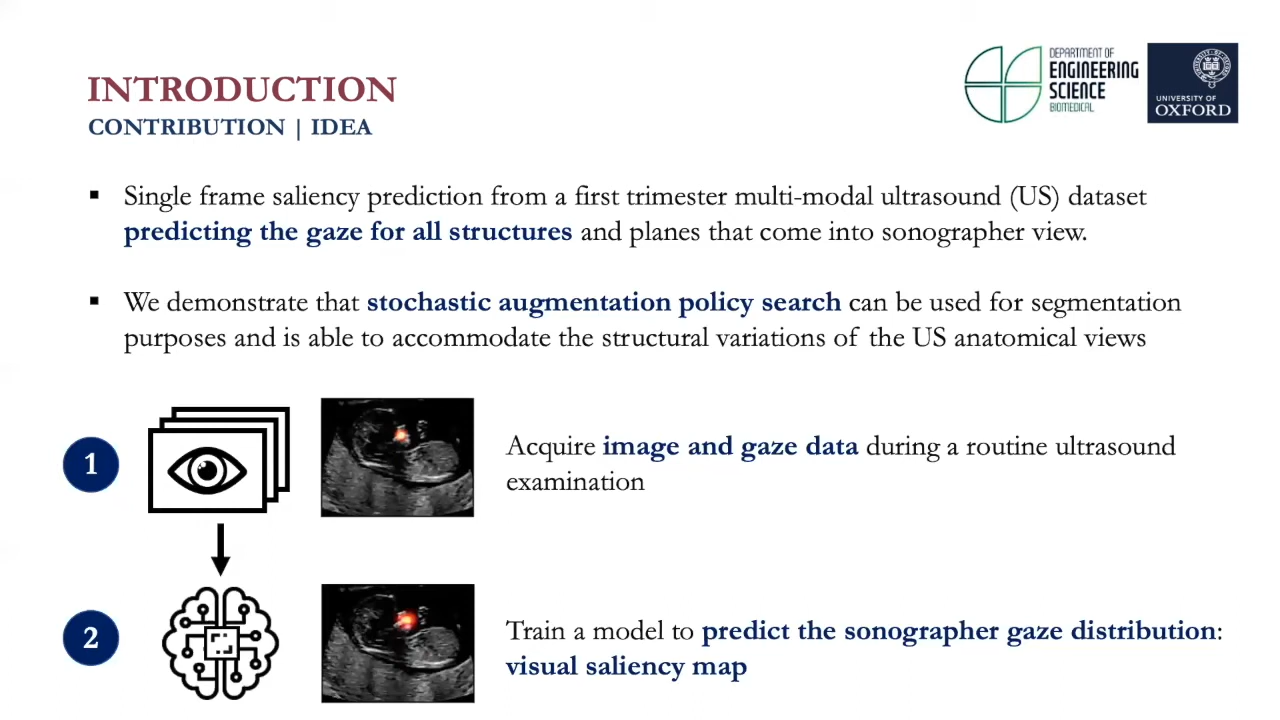 INTRODUCTION
CONTRIBUTION | IDEA
DEPARTMENT OF
ENGINEERING
SCIENCE
BIOMEDICAL
UNIVERSITY OF
OXFORD
▪ Single frame saliency prediction from a first trimester multi-modal ultrasound (US) dataset
predicting the gaze for all structures and planes that come into sonographer view.
▪ We demonstrate that stochastic augmentation policy search can be used for segmentation
purposes and is able to accommodate the structural variations of the US anatomical views
1
Acquire image and gaze data during a routine ultrasound
examination
2
Train a model to predict the sonographer gaze distribution:
visual saliency map